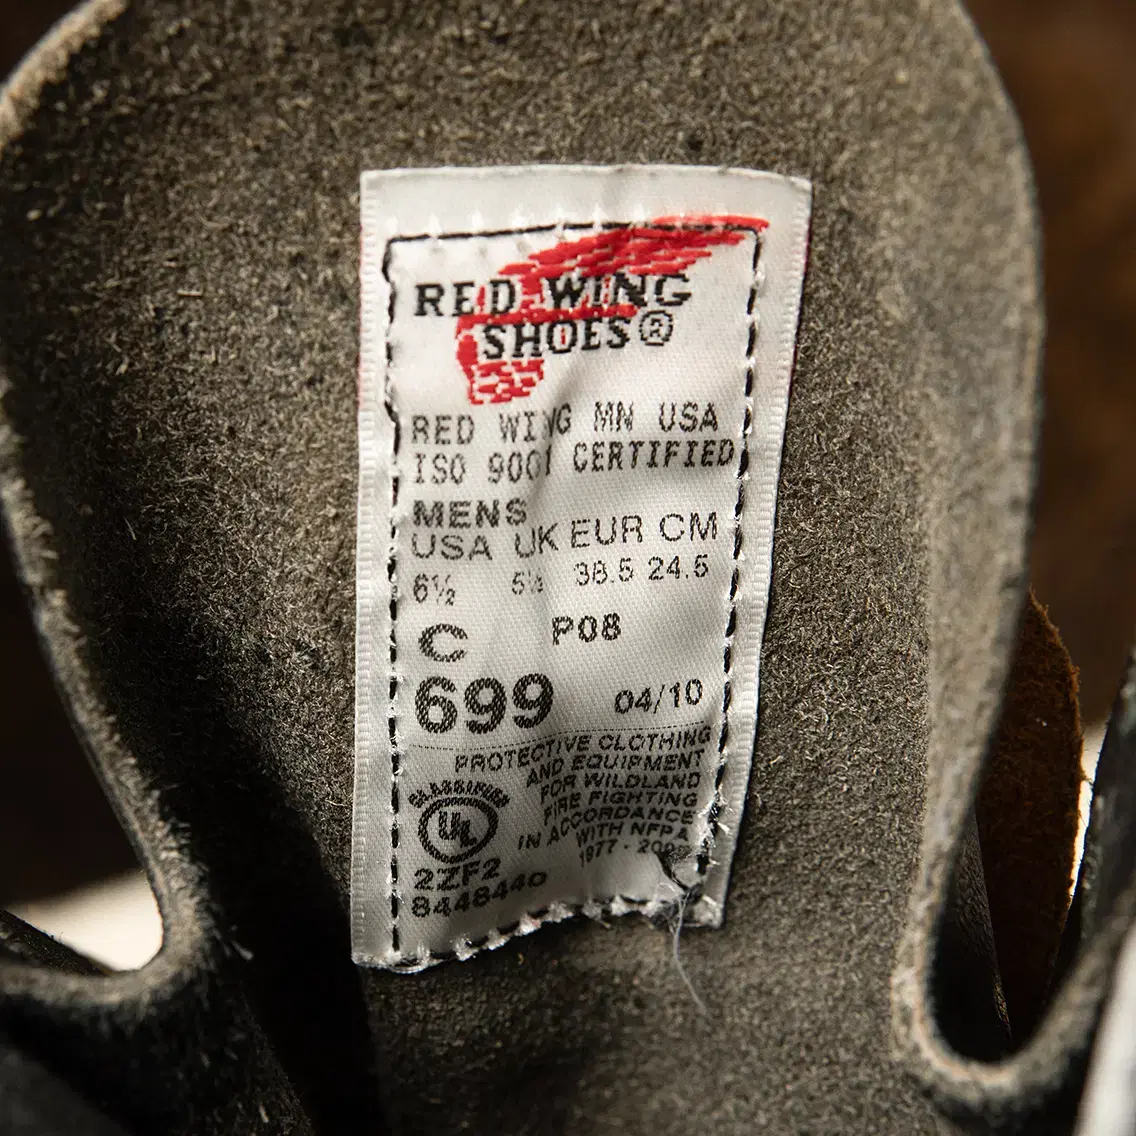 RED WING
SHOES®
RED WING MN USA
ISO 9001 CERTIFIED
MENS
USA UK EUR CM
6½ 5½ 38.5 24.5
C P08
699 04/10
PROTECTIVE CLOTHING
AND EQUIPMENT
FOR WILDLAND
FIRE FIGHTING
IN ACCORDANCE
WITH NFPA
1977-
CLASSIFIED
UL
2ZF2
8448440